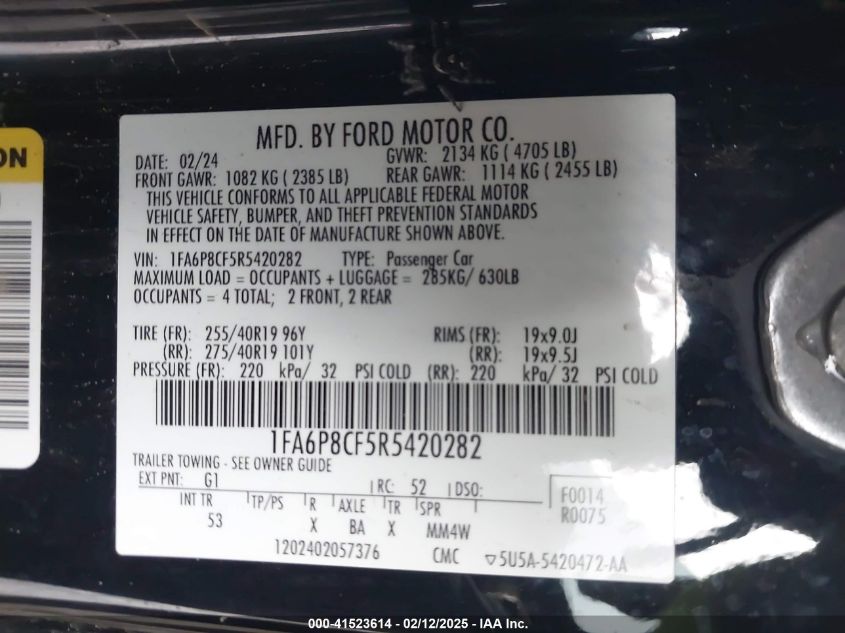 ON
MFD. BY FORD MOTOR CO.
DATE: 02/24 GVWR: 2134 KG ( 4705 LB)
FRONT GAWR: 1082 KG ( 2385 LB) REAR GAWR: 1114 KG ( 2455 LB)
THIS VEHICLE CONFORMS TO ALL APPLICABLE FEDERAL MOTOR
VEHICLE SAFETY, BUMPER, AND THEFT PREVENTION STANDARDS
IN EFFECT ON THE DATE OF MANUFACTURE SHOWN ABOVE.
VIN: 1FA6P8CF5R5420282 TYPE: Passenger Car
MAXIMUM LOAD = OCCUPANTS + LUGGAGE = 285KG/ 630LB
OCCUPANTS = 4 TOTAL; 2 FRONT, 2 REAR
TIRE (FR): 255/40R19 96Y RIMS (FR): 19x9.0J
(RR): 275/40R19 101Y (RR): 19x9.5J
PRESSURE (FR): 220 kPa/ 32 PSI COLD (RR): 220 kPa/ 32 PSI COLD
1FA6P8CF5R5420282
TRAILER TOWING - SEE OWNER GUIDE
EXT PNT: G1 RC: 52 DSO: F0014
INT TR TP/PS R AXLE TR SPR R0075
53 X BA X MM4W
1202402057376 CMC ▽5U5A-5420472-AA
000-41523614 - 02/12/2025 - IAA Inc.